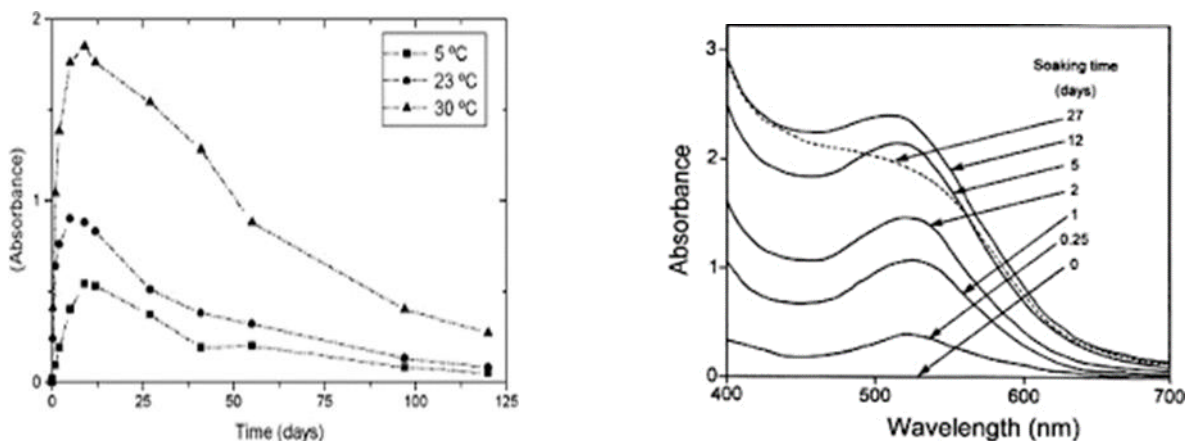 2
1
0
(Absorbance)
0 25 50 75 100 125
Time (days)
5 ºC
23 ºC
30 ºC
3
2
1
0
Absorbance
400 500 600 700
Wavelength (nm)
Soaking time
(days)
27
12
5
2
1
0.25
0